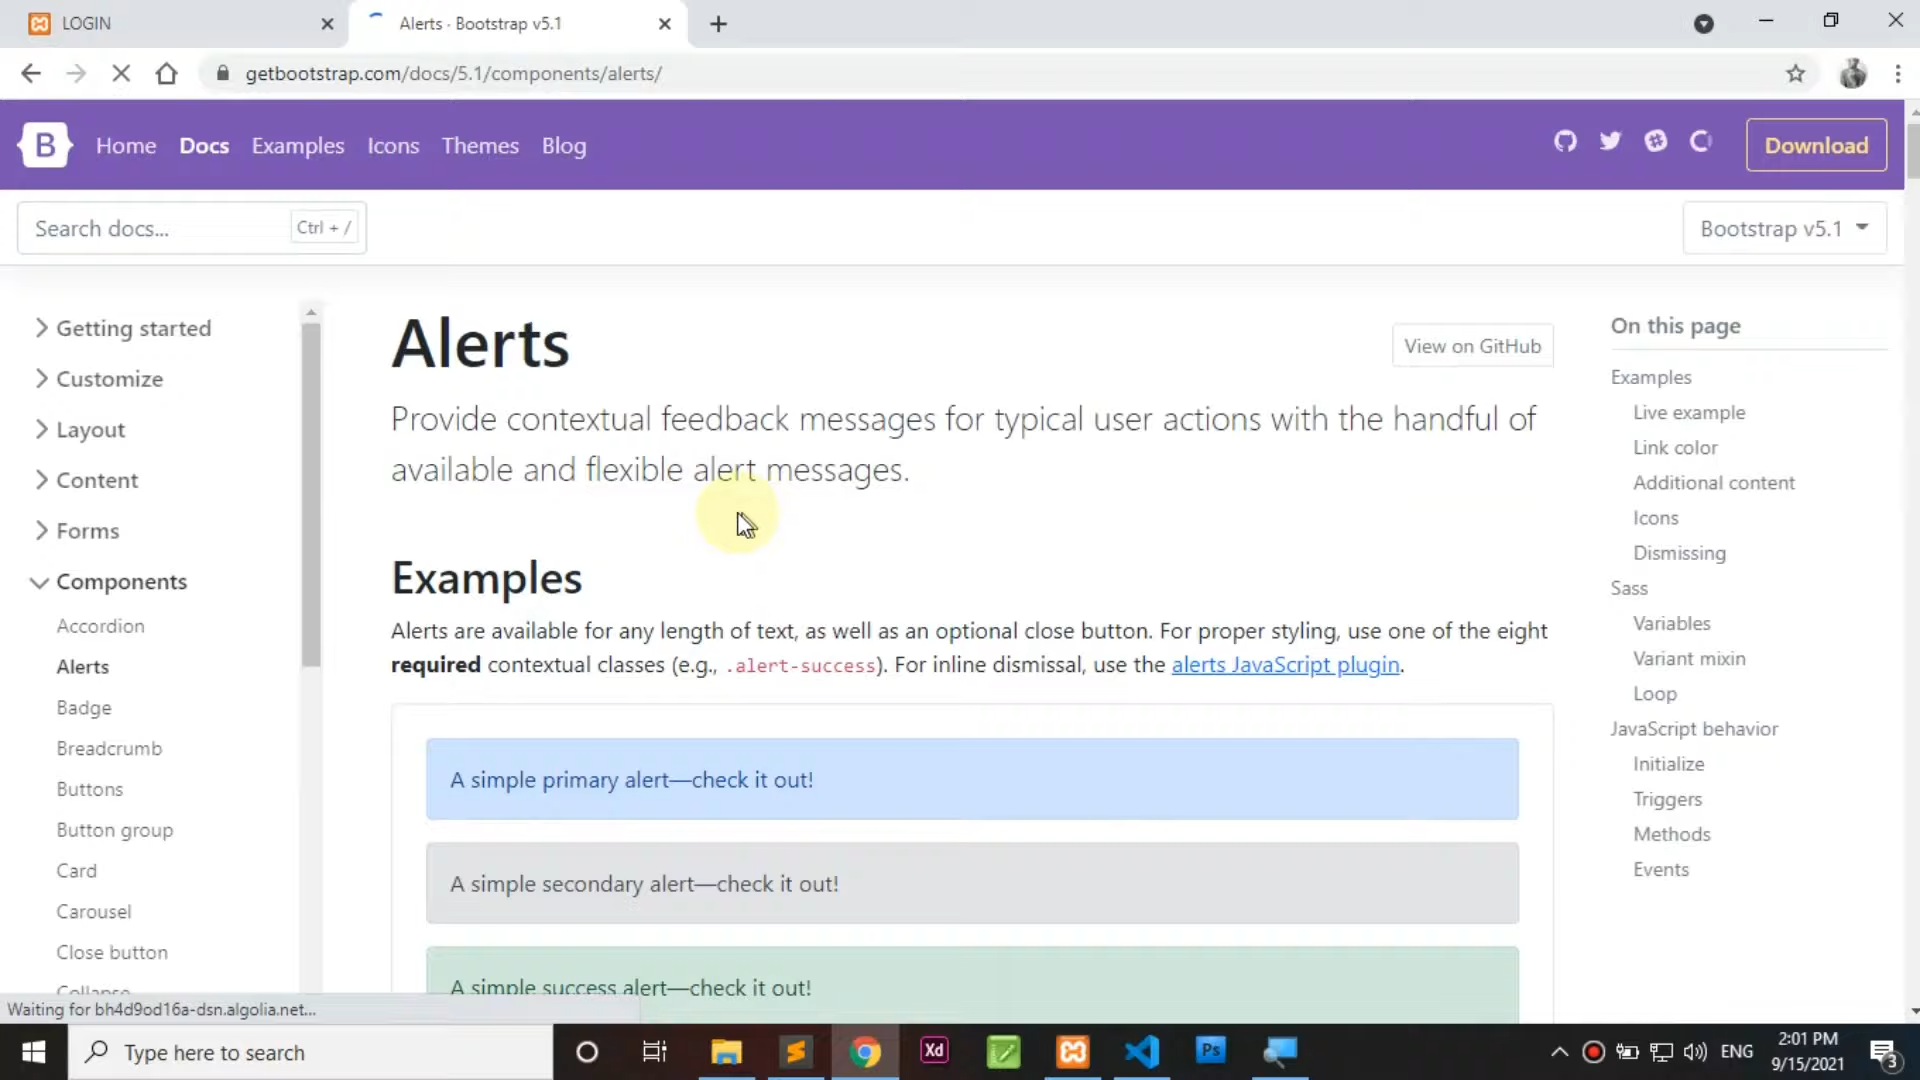 LOGIN
Alerts · Bootstrap v5.1
getbootstrap.com/docs/5.1/components/alerts/
B
Home Docs Examples Icons Themes Blog
Download
Search docs... Ctrl + /
Bootstrap v5.1
Getting started
Customize
Layout
Content
Forms
Components
Accordion
Alerts
Badge
Breadcrumb
Buttons
Button group
Card
Carousel
Close button
Collapse
Alerts
View on GitHub
Provide contextual feedback messages for typical user actions with the handful of
available and flexible alert messages.
Examples
Alerts are available for any length of text, as well as an optional close button. For proper styling, use one of the eight
required contextual classes (e.g., .alert-success). For inline dismissal, use the alerts JavaScript plugin.
A simple primary alert—check it out!
A simple secondary alert—check it out!
A simple success alert—check it out!
On this page
Examples
Live example
Link color
Additional content
Icons
Dismissing
Sass
Variables
Variant mixin
Loop
JavaScript behavior
Initialize
Triggers
Methods
Events
Waiting for bh4d9od16a-dsn.algolia.net...
Type here to search
Xd
Ps
ENG
2:01 PM
9/15/2021
3